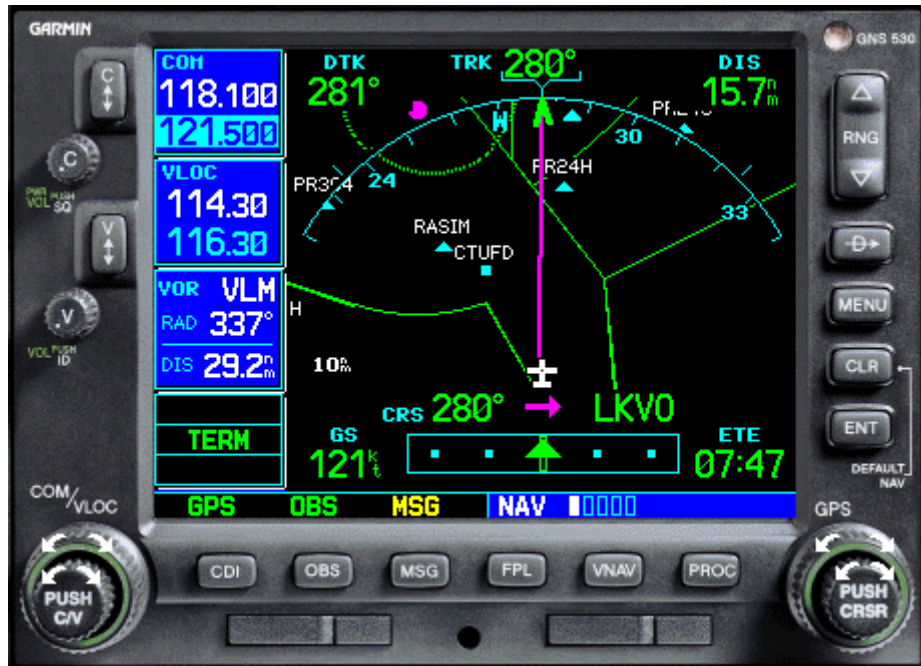 GARMIN
GNS 530
COM
118.100
121.500
VLOC
114.30
116.30
VOR VLM
RAD 337°
DIS 29.2nm
TERM
DTK
281°
TRK 280°
DIS
15.7nm
W
24
30
33
PR24H
RASIM
CTUFD
H
10nm
CRS 280°
LKVO
GS
121kt
ETE
07:47
GPS
OBS
MSG
NAV
C
C
PWR
VOL
PUSH
SQ
V
V
VOL
PUSH
ID
RNG
D
MENU
CLR
ENT
DEFAULT
NAV
COM/VLOC
PUSH
C/V
CDI
OBS
MSG
FPL
VNAV
PROC
GPS
PUSH
CRSR